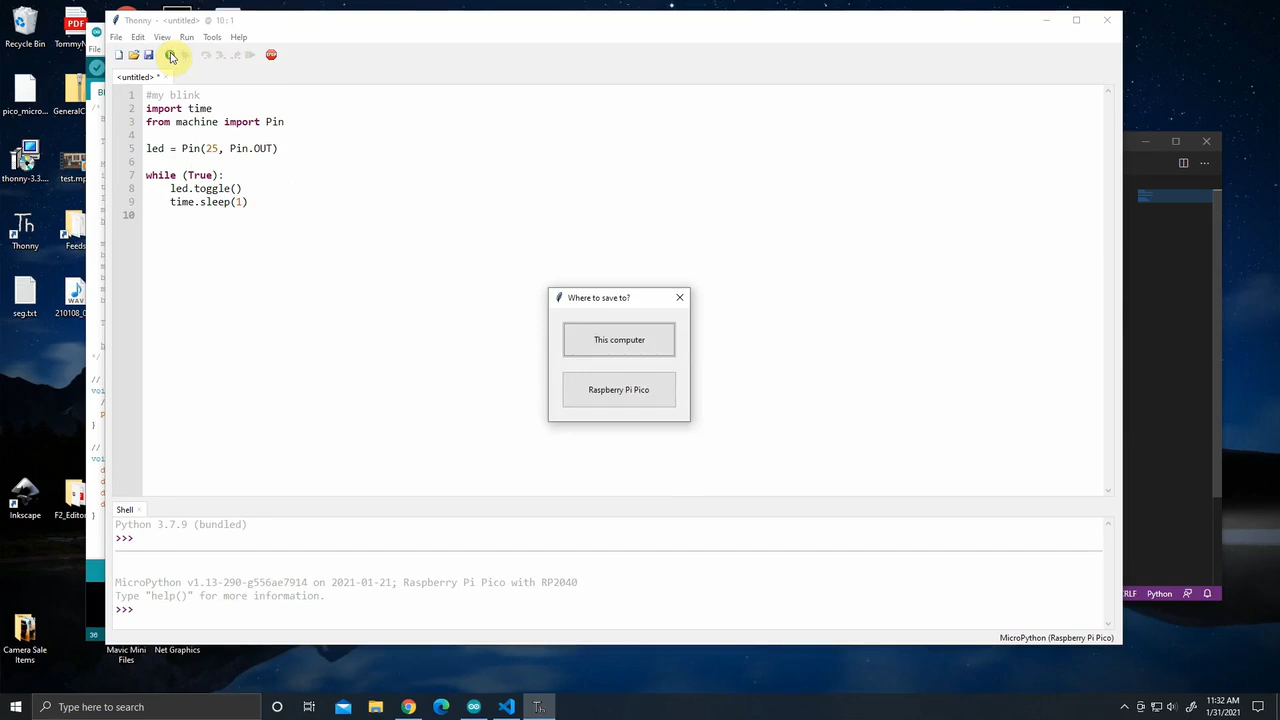 Thonny - <untitled> @ 10:1
File Edit View Run Tools Help
<untitled> *
1 #my blink
2 import time
3 from machine import Pin
4
5 led = Pin(25, Pin.OUT)
6
7 while (True):
8 led.toggle()
9 time.sleep(1)
10
Where to save to?
This computer
Raspberry Pi Pico
Shell
Python 3.7.9 (bundled)
>>>
MicroPython v1.13-290-g556ae7914 on 2021-01-21; Raspberry Pi Pico with RP2040
Type "help()" for more information.
>>>
MicroPython (Raspberry Pi Pico)
Recycle Bin
pico_micro...
GeneralC
thonny-3.3....
test.mp
Thonny
seg.txt
210108_0
Inkscape
F2_Editor
Camera Sale Items
Mavic Mini Files
Net Graphics
File
36
CRLF Python
Type here to search
11:32 AM
1/31/2021